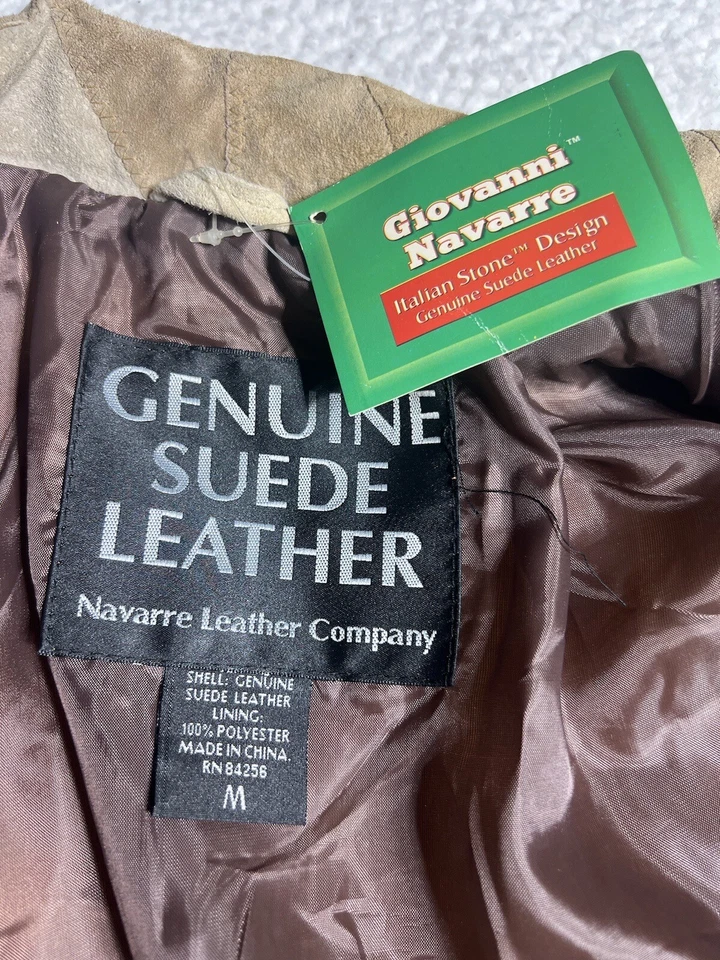 Giovanni™
Navarre
Italian Stone™ Design
Genuine Suede Leather
GENUINE
SUEDE
LEATHER
Navarre Leather Company
SHELL: GENUINE
SUEDE LEATHER
LINING:
100% POLYESTER
MADE IN CHINA.
RN 84256
M